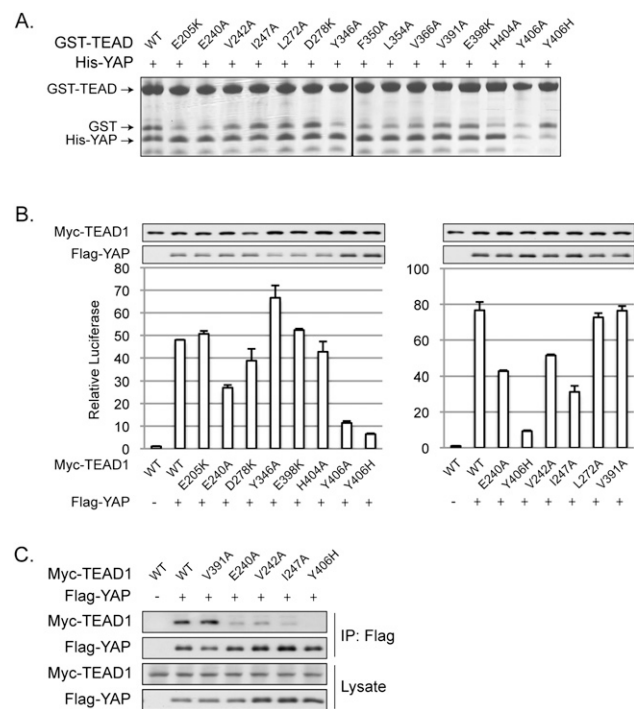 A.
GST-TEAD WT E205K E240A V242A I247A L272A D278K Y346A F350A L354A V366A V391A E398K H404A Y406A Y406H
His-YAP + + + + + + + + + + + + + + + +
GST-TEAD
GST
His-YAP
B.
Myc-TEAD1
Flag-YAP
80
70
60
50
40
30
20
10
0
Relative Luciferase
Myc-TEAD1 WT WT E205K E240A D278K Y346A E398K H404A Y406A Y406H
Flag-YAP - + + + + + + + + +
100
80
60
40
20
0
WT WT E240A Y406H V242A I247A L272A V391A
- + + + + + + +
C.
Myc-TEAD1 WT WT V391A E240A V242A I247A Y406H
Flag-YAP - + + + + + +
Myc-TEAD1
Flag-YAP
IP: Flag
Myc-TEAD1
Flag-YAP
Lysate